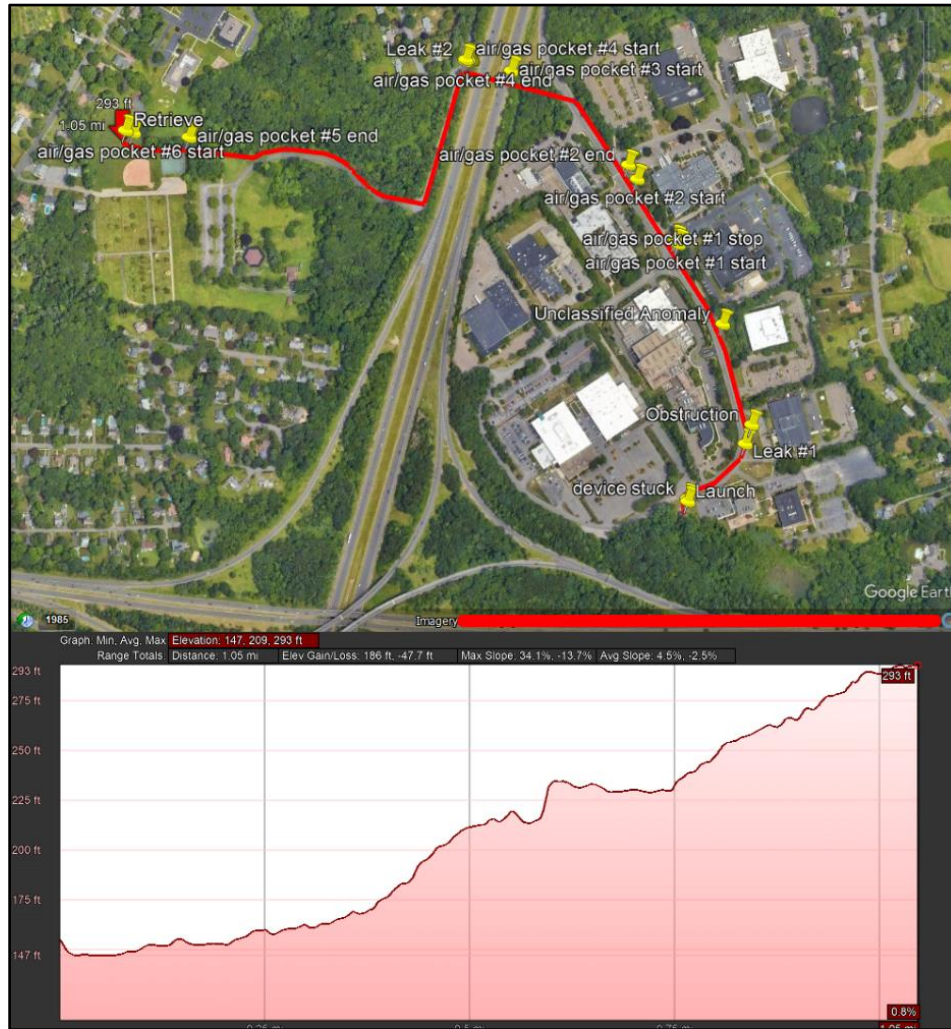 Leak #2
air/gas pocket #4 start
air/gas pocket #3 start
air/gas pocket #4 end
293 ft
1.05 mi
Retrieve
air/gas pocket #5 end
air/gas pocket #6 start
air/gas pocket #2 end
air/gas pocket #2 start
air/gas pocket #1 stop
air/gas pocket #1 start
Unclassified Anomaly
Obstruction
Leak #1
device stuck
Launch
Google Earth
1985
Imagery
Graph: Min, Avg, Max Elevation: 147, 209, 293 ft
Range Totals: Distance: 1.05 mi Elev Gain/Loss: 186 ft, -47.7 ft Max Slope: 34.1%, -13.7% Avg Slope: 4.5%, -2.5%
293 ft
293 ft
275 ft
250 ft
225 ft
200 ft
175 ft
147 ft
0.8%
0.25 mi
0.5 mi
0.75 mi
1.05 mi